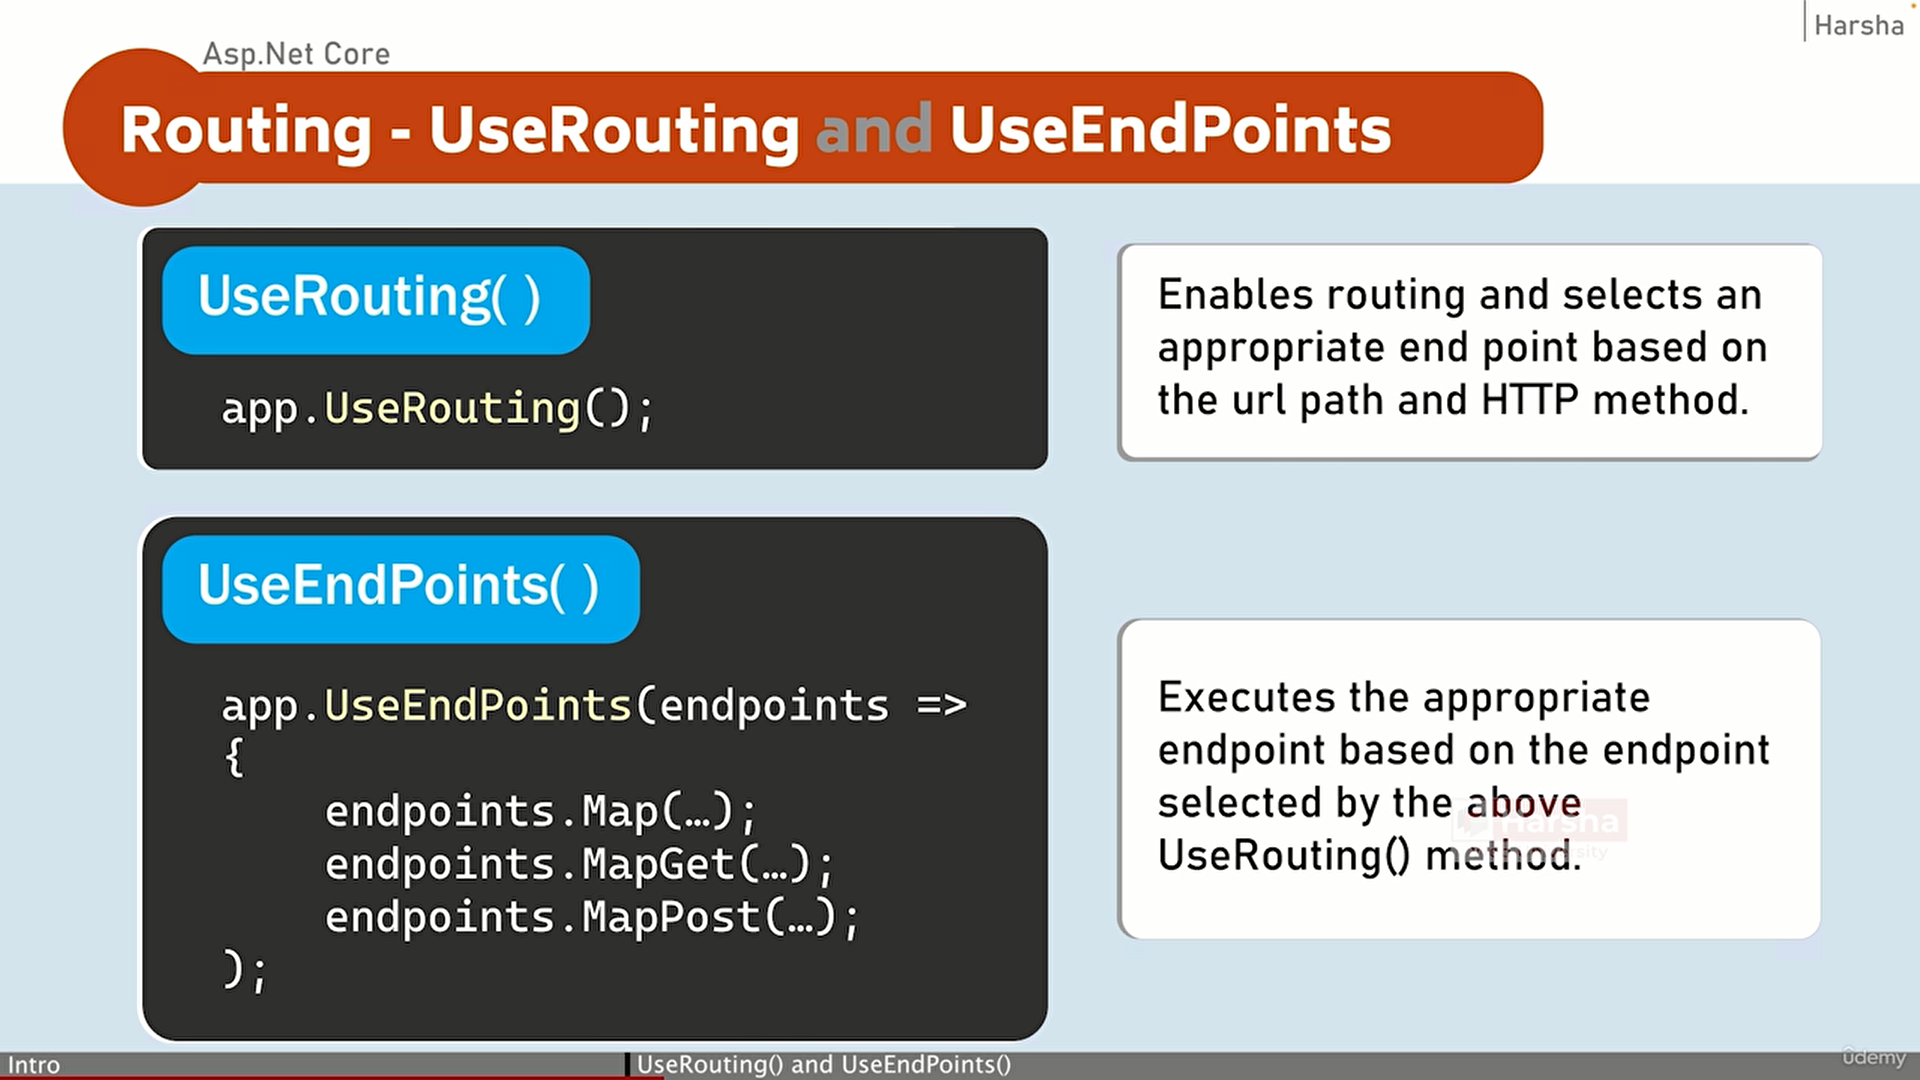 Harsha
Asp.Net Core
Routing - UseRouting and UseEndPoints
UseRouting( )
app.UseRouting();
Enables routing and selects an
appropriate end point based on
the url path and HTTP method.
UseEndPoints( )
app.UseEndPoints(endpoints =>
{
endpoints.Map(…);
endpoints.MapGet(…);
endpoints.MapPost(…);
);
Executes the appropriate
endpoint based on the endpoint
selected by the above
UseRouting() method.
Harsha
Intro
UseRouting() and UseEndPoints()
ûdemy